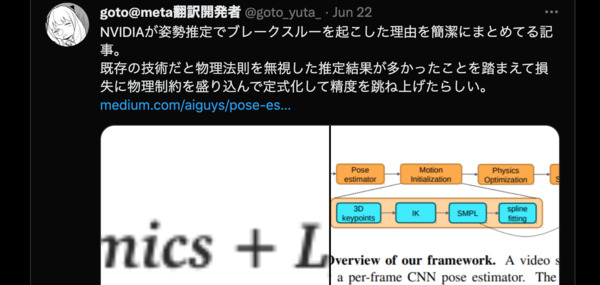 goto@meta翻訳開発者 @goto_yuta_ · Jun 22
NVIDIAが姿勢推定でブレークスルーを起こした理由を簡潔にまとめてる記
事。
既存の技術だと物理法則を無視した推定結果が多かったことを踏まえて損
失に物理制約を盛り込んで定式化して精度を跳ね上げたらしい。
medium.com/aiguys/pose-es...
nics + L
Pose
estimator
Motion
Initialization
Physics
Optimization
S
3D
keypoints
IK
SMPL
spline
fitting
Overview of our framework. A video s
a per-frame CNN pose estimator. The